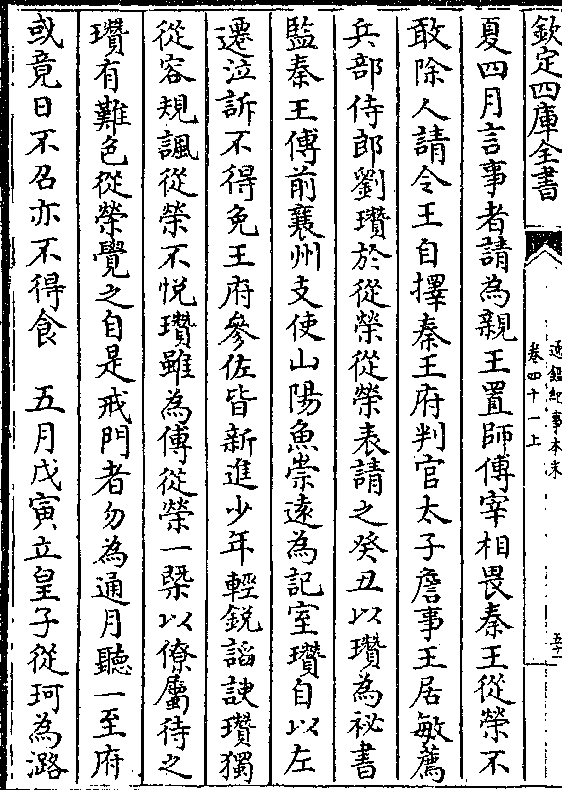 欽定四庫全書
通鑑紀事本末
卷四十一上
夏四月言事者請為親王置師傅宰相畏秦王從榮不
敢除人請令王自擇秦王府判官太子詹事王居敏薦
兵部侍郎劉瓚於從榮從榮表請之癸丑以瓚為祕書
監秦王傅前襄州支使山陽魚崇遠為記室瓚自以左
遷泣訴不得免王府參佐皆新進少年輕銳謟諛瓚獨
從容規諷從榮不悅瓚雖為傅從榮一槩以僚屬待之
瓚有難色從榮覺之自是戒門者勿為通月聽一至府
或竟日不召亦不得食　五月戊寅立皇子從珂為潞